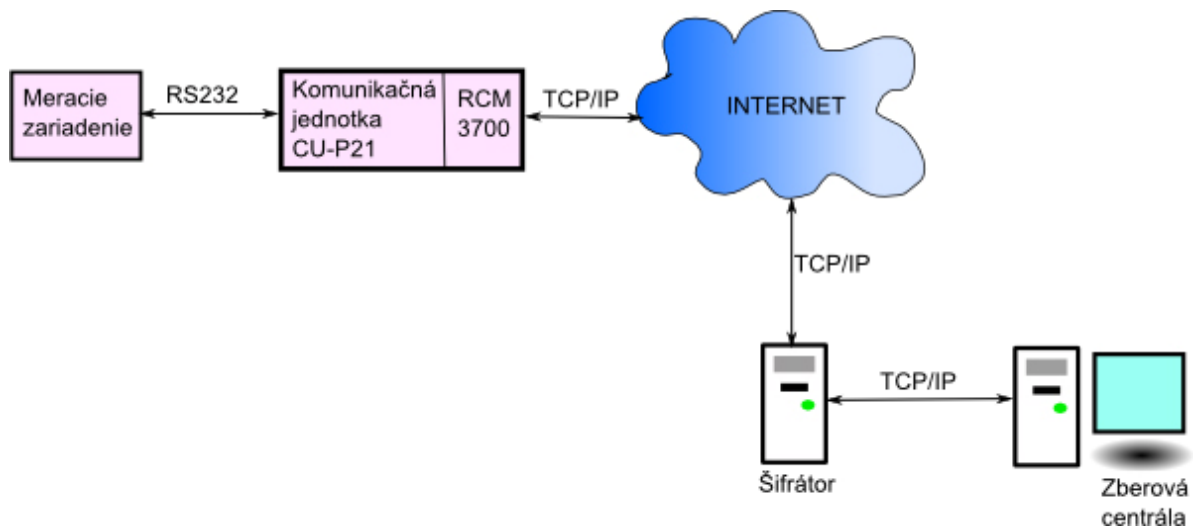 Meracie
zariadenie
RS232
Komunikačná
jednotka
CU-P21
RCM
3700
TCP/IP
INTERNET
TCP/IP
TCP/IP
Šifrátor
Zberová
centrála